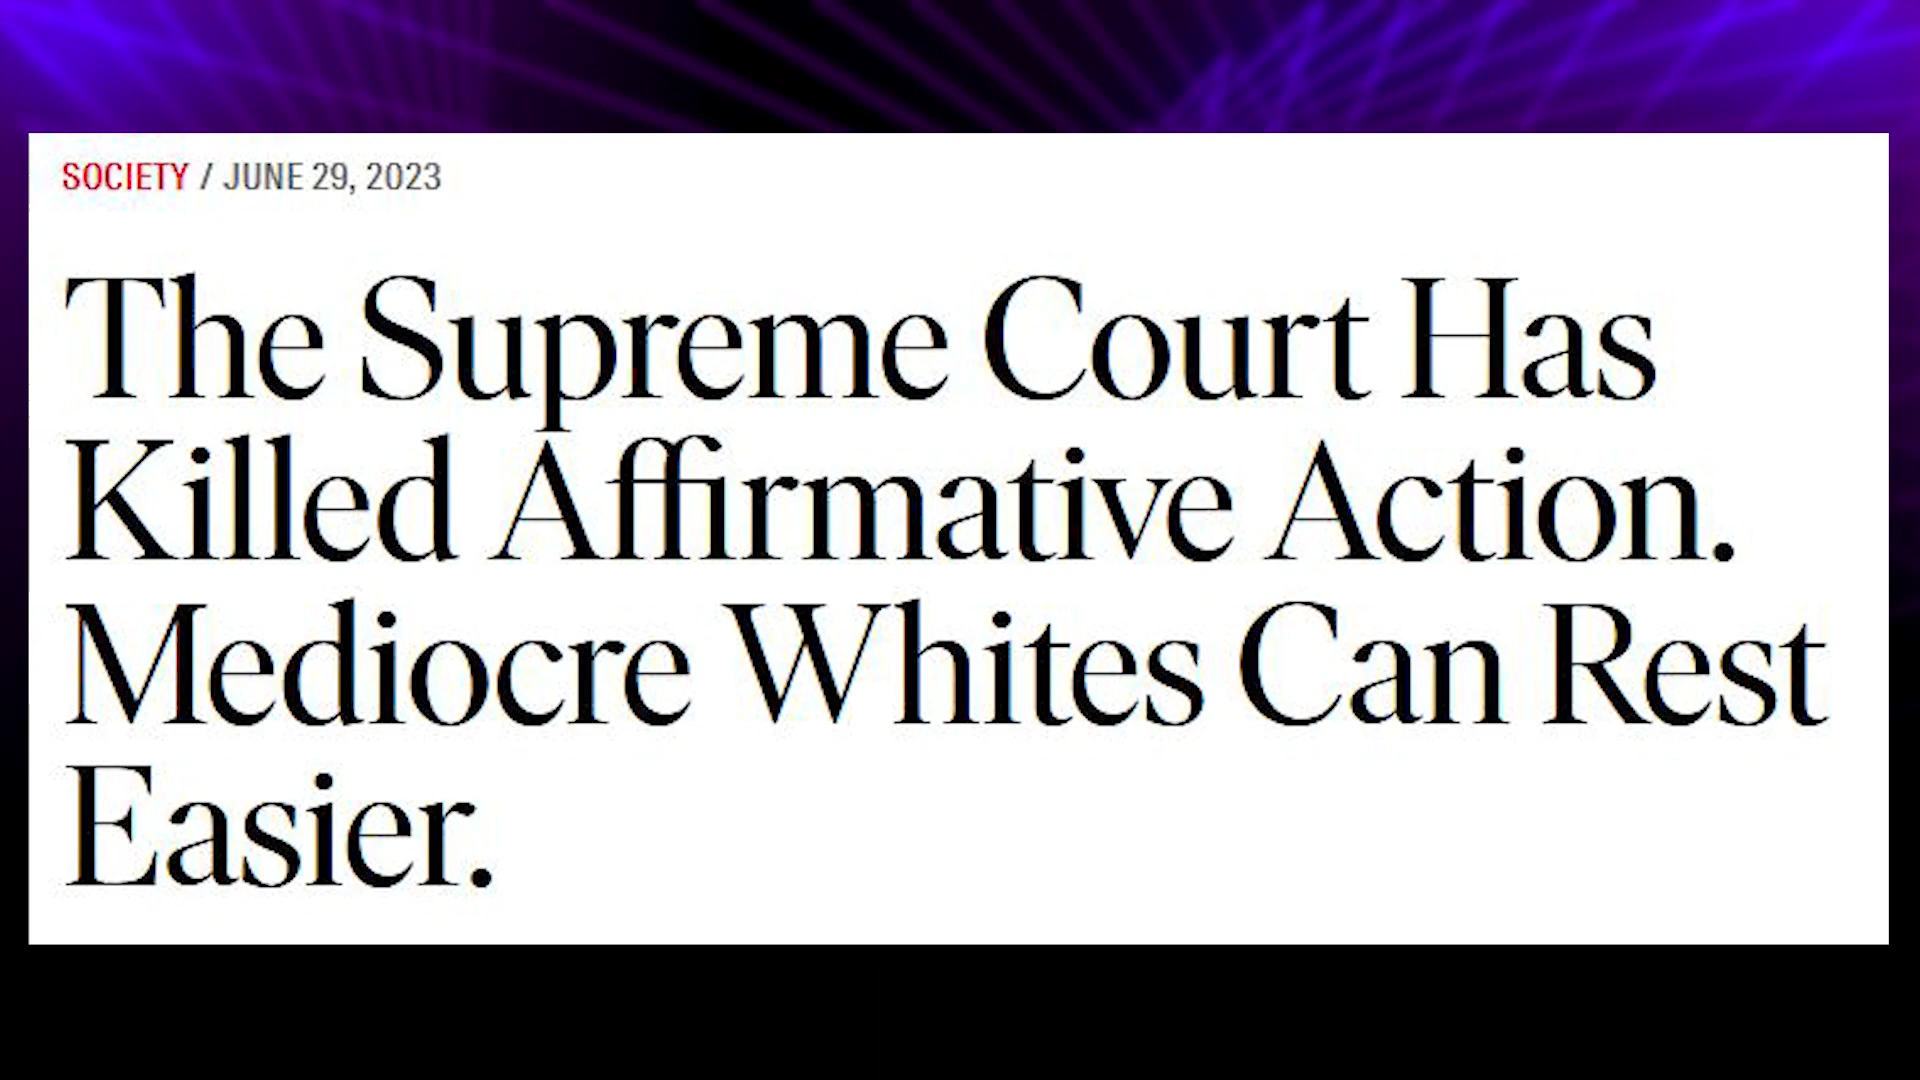 SOCIETY / JUNE 29, 2023
The Supreme Court Has
Killed Affirmative Action.
Mediocre Whites Can Rest
Easier.